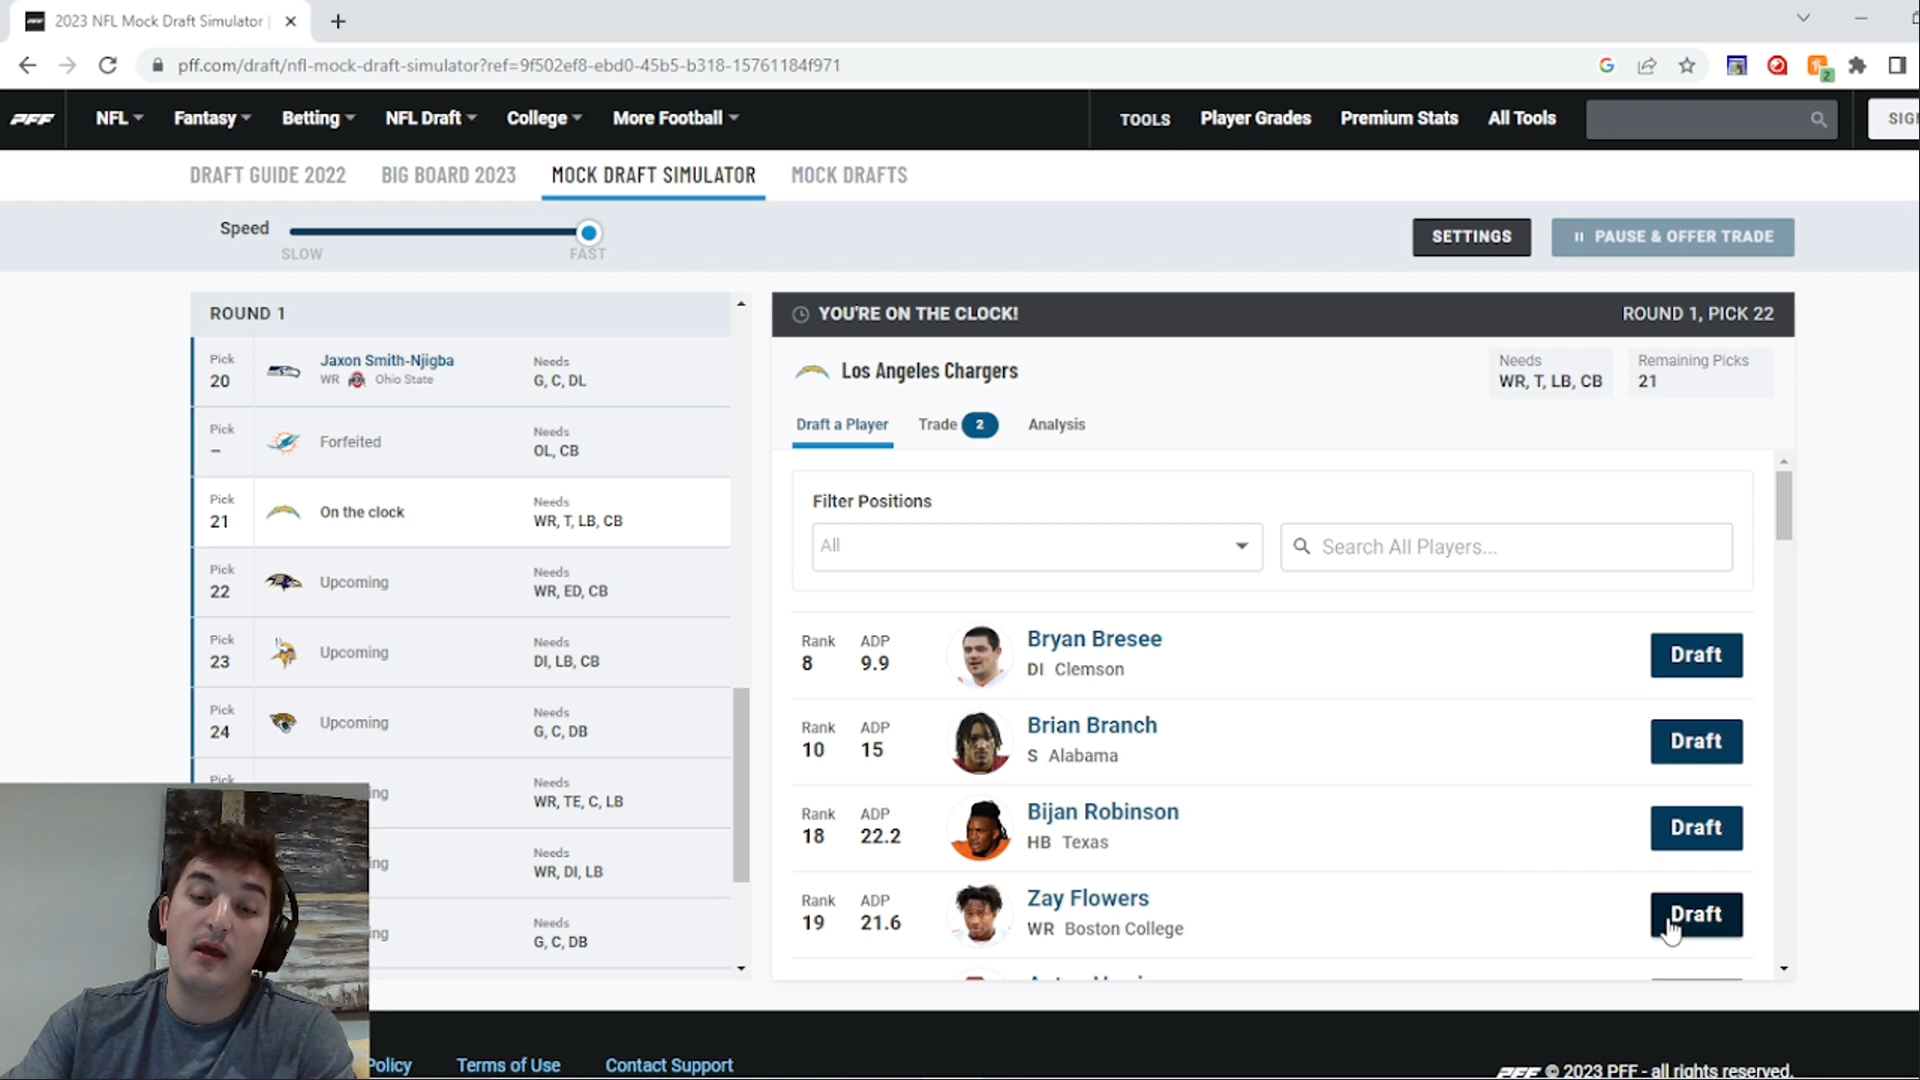 2023 NFL Mock Draft Simulator |
pff.com/draft/nfl-mock-draft-simulator?ref=9f502ef8-ebd0-45b5-b318-15761184f971
2
PFF NFL Fantasy Betting NFL Draft College More Football TOOLS Player Grades Premium Stats All Tools SIG
DRAFT GUIDE 2022 BIG BOARD 2023 MOCK DRAFT SIMULATOR MOCK DRAFTS
Speed
SLOW FAST
SETTINGS PAUSE & OFFER TRADE
ROUND 1
Pick 20
Jaxon Smith-Njigba
WR Ohio State
Needs
G, C, DL
Pick
–
Forfeited
Needs
OL, CB
Pick
21
On the clock
Needs
WR, T, LB, CB
Pick
22
Upcoming
Needs
WR, ED, CB
Pick
23
Upcoming
Needs
DI, LB, CB
Pick
24
Upcoming
Needs
G, C, DB
Pick
ng
Needs
WR, TE, C, LB
ng
Needs
WR, DI, LB
ng
Needs
G, C, DB
YOU'RE ON THE CLOCK! ROUND 1, PICK 22
Los Angeles Chargers
Needs
WR, T, LB, CB
Remaining Picks
21
Draft a Player Trade 2 Analysis
Filter Positions
All
Search All Players...
Rank ADP
8 9.9
Bryan Bresee
DI Clemson
Draft
Rank ADP
10 15
Brian Branch
S Alabama
Draft
Rank ADP
18 22.2
Bijan Robinson
HB Texas
Draft
Rank ADP
19 21.6
Zay Flowers
WR Boston College
Draft
Policy Terms of Use Contact Support
PFF © 2023 PFF - all rights reserved.